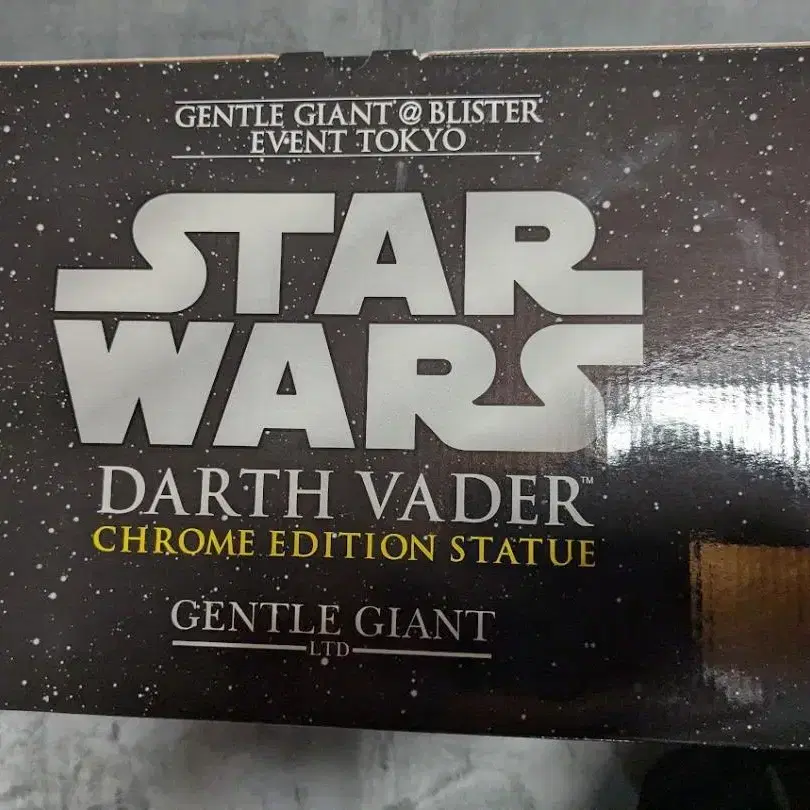 GENTLE GIANT @ BLISTER
EVENT TOKYO
STAR
WARS
DARTH VADER™
CHROME EDITION STATUE
GENTLE GIANT
LTD